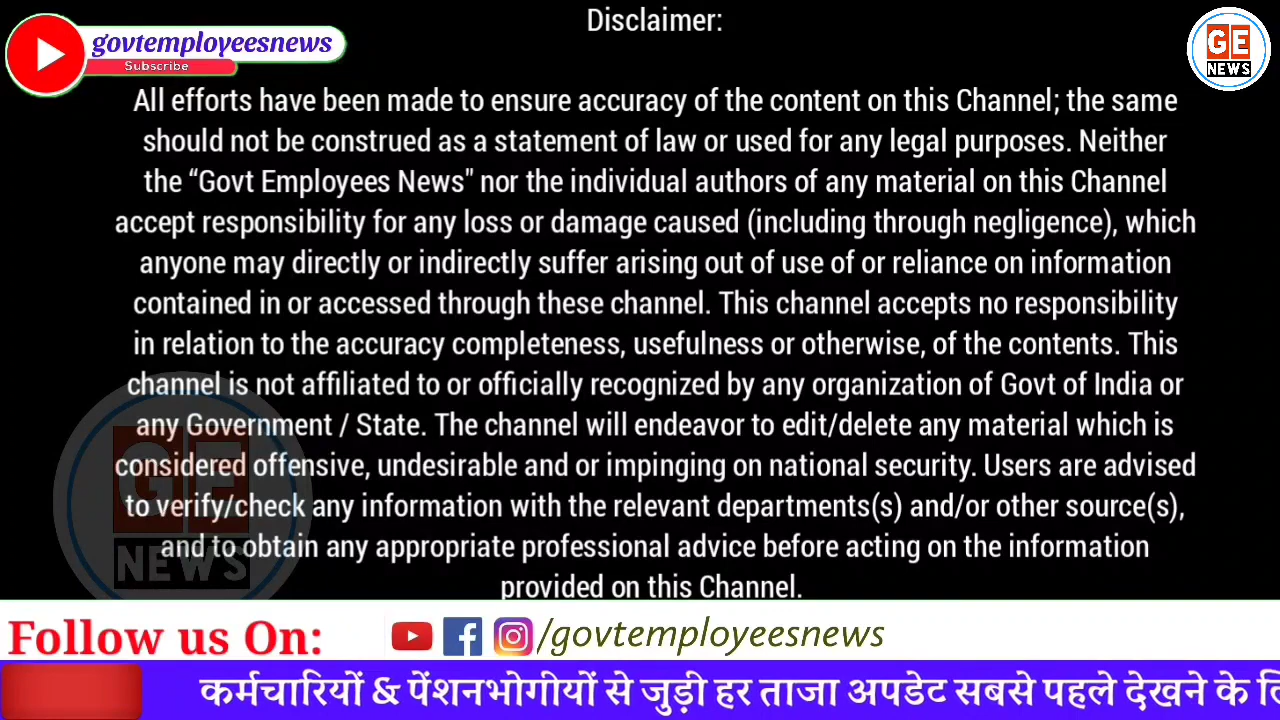 Disclaimer:
govtemployeesnews
Subscribe
GE
NEWS
All efforts have been made to ensure accuracy of the content on this Channel; the same
should not be construed as a statement of law or used for any legal purposes. Neither
the “Govt Employees News" nor the individual authors of any material on this Channel
accept responsibility for any loss or damage caused (including through negligence), which
anyone may directly or indirectly suffer arising out of use of or reliance on information
contained in or accessed through these channel. This channel accepts no responsibility
in relation to the accuracy completeness, usefulness or otherwise, of the contents. This
channel is not affiliated to or officially recognized by any organization of Govt of India or
any Government / State. The channel will endeavor to edit/delete any material which is
considered offensive, undesirable and or impinging on national security. Users are advised
to verify/check any information with the relevant departments(s) and/or other source(s),
and to obtain any appropriate professional advice before acting on the information
provided on this Channel.
GE
NEWS
Follow us On: /govtemployeesnews
कर्मचारियों & पेंशनभोगीयों से जुड़ी हर ताजा अपडेट सबसे पहले देखने के